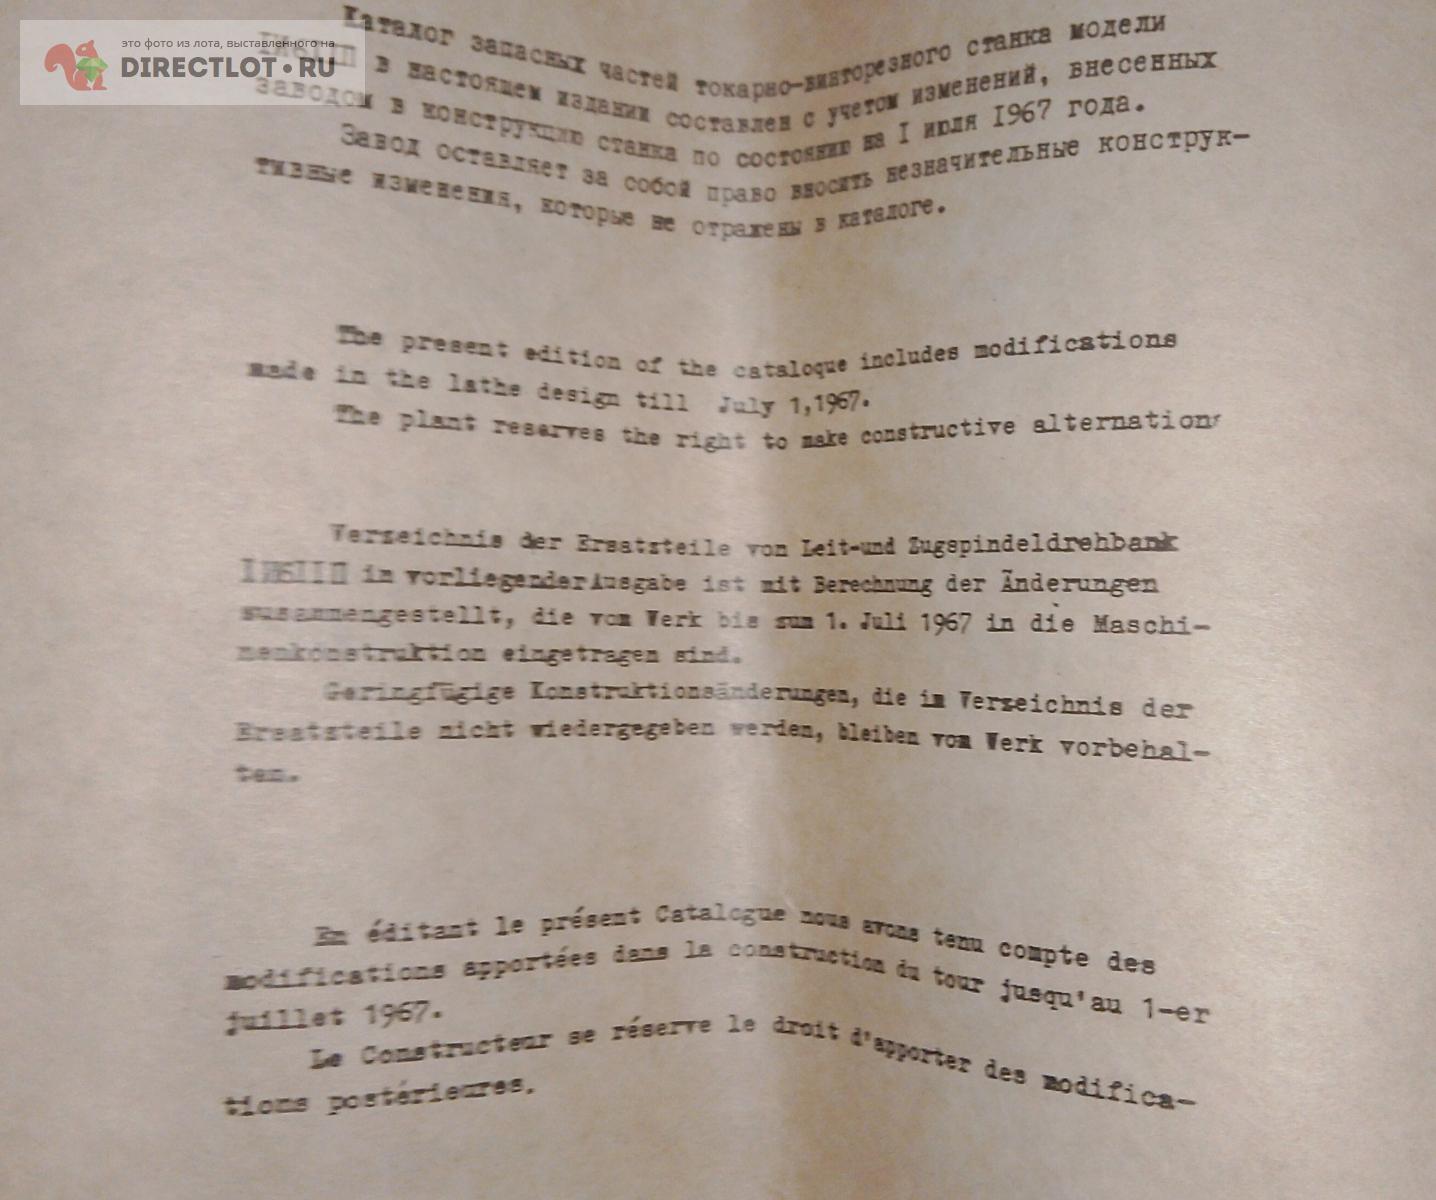 это фото из лота, выставленного на
DIRECTLOT.RU
Каталог запасных частей токарно-винторезного станка модели
IИ6IIП в настоящем издании составлен с учетом изменений, внесенных
заводом в конструкцию станка по состоянию на I июля I967 года.
Завод оставляет за собой право вносить незначительные конструк-
тивные изменения, которые не отражены в каталоге.
The present edition of the cataloque includes modifications
made in the lathe design till July 1,1967.
The plant reserves the right to make constructive alternations
Verzeichnis der Ersatzteile von Leit-und Zugspindeldrehbank
IИ6IIП im vorliegender Ausgabe ist mit Berechnung der Änderungen
zusammengestellt, die vom Werk bis zum 1. Juli 1967 in die Maschi-
nenkonstruktion eingetragen sind.
Geringfügige Konstruktionsänderungen, die im Verzeichnis der
Ersatzteile nicht wiedergegeben werden, bleiben vom Werk vorbehal-
ten.
En éditant le présent Catalogue nous avons tenu compte des
modifications apportées dans la construction du tour jusqu'au 1-er
juillet 1967.
Le Constructeur se réserve le droit d'apporter des modifica-
tions postérieures.